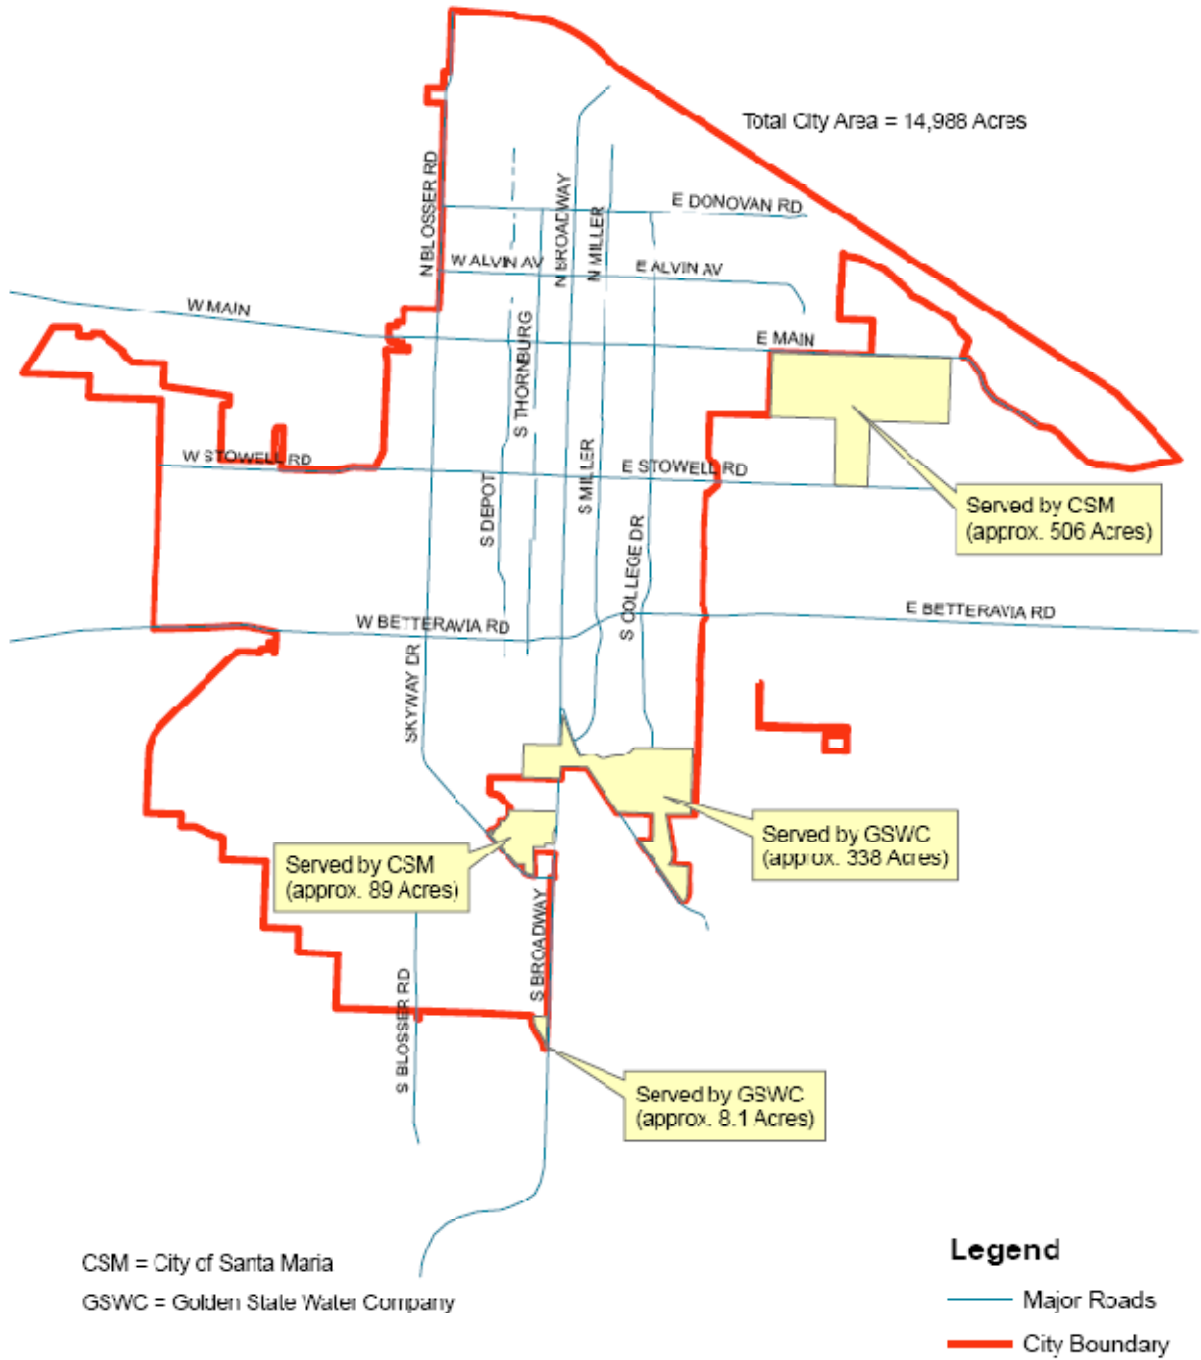 Total City Area = 14,988 Acres
N BLOSSER RD
N BROADWAY
N MILLER
E DONOVAN RD
W ALVIN AV
E ALVIN AV
W MAIN
E MAIN
S THORNBURG
W STOWELL RD
E STOWELL RD
S DEPOT
S MILLER
S COLLEGE DR
Served by CSM
(approx. 506 Acres)
W BETTERAVIA RD
E BETTERAVIA RD
SKYWAY DR
Served by GSWC
(approx. 338 Acres)
Served by CSM
(approx. 89 Acres)
S BROADWAY
S BLOSSER RD
Served by GSWC
(approx. 8.1 Acres)
CSM = City of Santa Maria
GSWC = Golden State Water Company
Legend
Major Roads
City Boundary